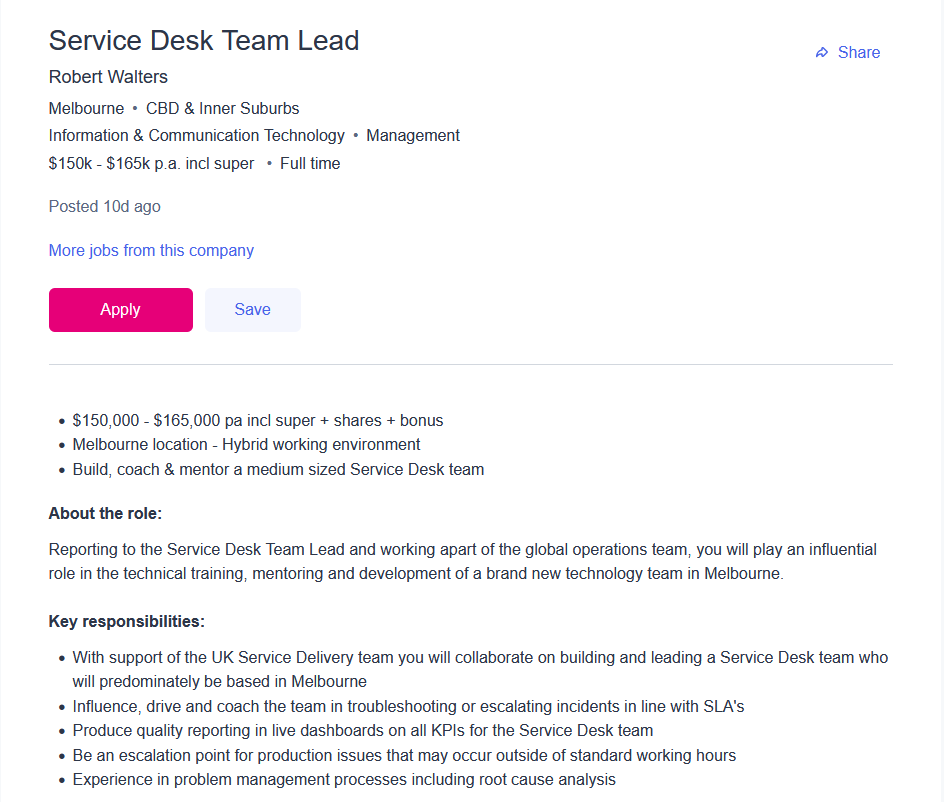 Service Desk Team Lead
Share
Robert Walters
Melbourne • CBD & Inner Suburbs
Information & Communication Technology • Management
$150k - $165k p.a. incl super • Full time
Posted 10d ago
More jobs from this company
Apply
Save
• $150,000 - $165,000 pa incl super + shares + bonus
• Melbourne location - Hybrid working environment
• Build, coach & mentor a medium sized Service Desk team
About the role:
Reporting to the Service Desk Team Lead and working apart of the global operations team, you will play an influential
role in the technical training, mentoring and development of a brand new technology team in Melbourne.
Key responsibilities:
• With support of the UK Service Delivery team you will collaborate on building and leading a Service Desk team who
will predominately be based in Melbourne
• Influence, drive and coach the team in troubleshooting or escalating incidents in line with SLA's
• Produce quality reporting in live dashboards on all KPIs for the Service Desk team
• Be an escalation point for production issues that may occur outside of standard working hours
• Experience in problem management processes including root cause analysis